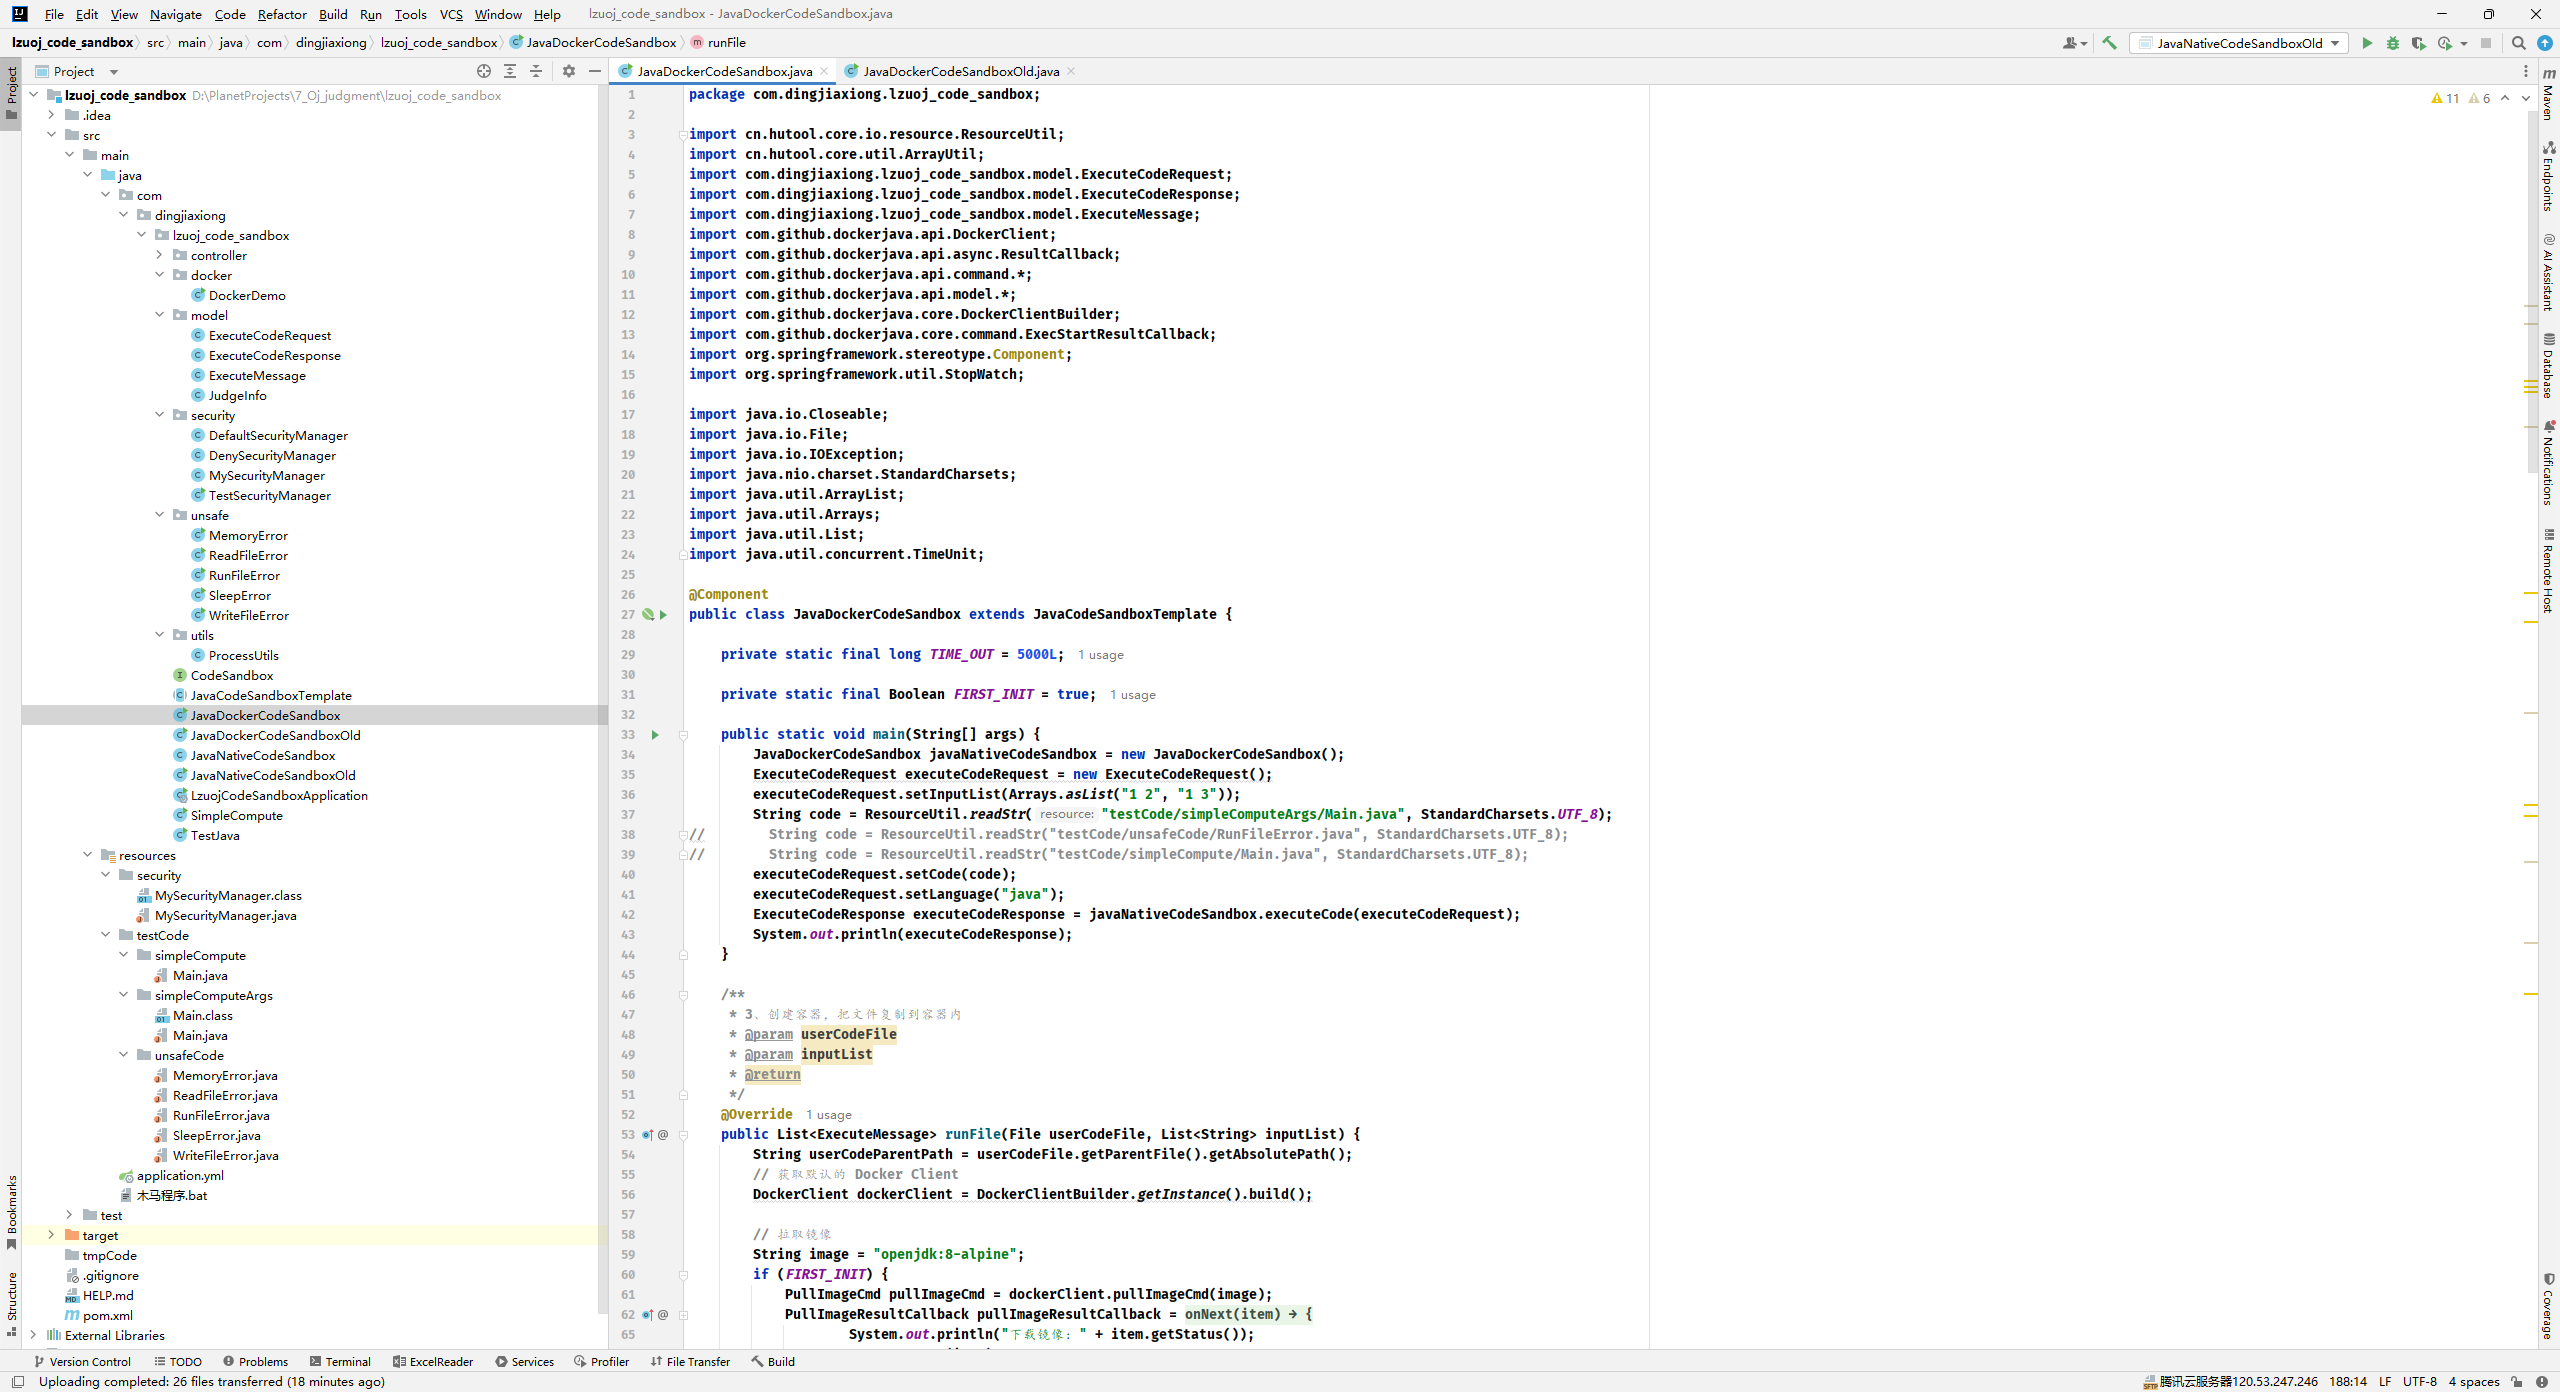 File Edit View Navigate Code Refactor Build Run Tools VCS Window Help lzuoj_code_sandbox - JavaDockerCodeSandbox.java
lzuoj_code_sandbox src main java com dingjiaxiong lzuoj_code_sandbox JavaDockerCodeSandbox runFile JavaNativeCodeSandboxOld
Project
JavaDockerCodeSandbox.java JavaDockerCodeSandboxOld.java
Project
Bookmarks
Structure
lzuoj_code_sandbox D:\PlanetProjects\7_Oj_judgment\lzuoj_code_sandbox
.idea
src
main
java
com
dingjiaxiong
lzuoj_code_sandbox
controller
docker
DockerDemo
model
ExecuteCodeRequest
ExecuteCodeResponse
ExecuteMessage
JudgeInfo
security
DefaultSecurityManager
DenySecurityManager
MySecurityManager
TestSecurityManager
unsafe
MemoryError
ReadFileError
RunFileError
SleepError
WriteFileError
utils
ProcessUtils
CodeSandbox
JavaCodeSandboxTemplate
JavaDockerCodeSandbox
JavaDockerCodeSandboxOld
JavaNativeCodeSandbox
JavaNativeCodeSandboxOld
LzuojCodeSandboxApplication
SimpleCompute
TestJava
resources
security
MySecurityManager.class
MySecurityManager.java
testCode
simpleCompute
Main.java
simpleComputeArgs
Main.class
Main.java
unsafeCode
MemoryError.java
ReadFileError.java
RunFileError.java
SleepError.java
WriteFileError.java
application.yml
木马程序.bat
test
target
tmpCode
.gitignore
HELP.md
pom.xml
External Libraries
11 6
1 package com.dingjiaxiong.lzuoj_code_sandbox;
2
3 import cn.hutool.core.io.resource.ResourceUtil;
4 import cn.hutool.core.util.ArrayUtil;
5 import com.dingjiaxiong.lzuoj_code_sandbox.model.ExecuteCodeRequest;
6 import com.dingjiaxiong.lzuoj_code_sandbox.model.ExecuteCodeResponse;
7 import com.dingjiaxiong.lzuoj_code_sandbox.model.ExecuteMessage;
8 import com.github.dockerjava.api.DockerClient;
9 import com.github.dockerjava.api.async.ResultCallback;
10 import com.github.dockerjava.api.command.*;
11 import com.github.dockerjava.api.model.*;
12 import com.github.dockerjava.core.DockerClientBuilder;
13 import com.github.dockerjava.core.command.ExecStartResultCallback;
14 import org.springframework.stereotype.Component;
15 import org.springframework.util.StopWatch;
16
17 import java.io.Closeable;
18 import java.io.File;
19 import java.io.IOException;
20 import java.nio.charset.StandardCharsets;
21 import java.util.ArrayList;
22 import java.util.Arrays;
23 import java.util.List;
24 import java.util.concurrent.TimeUnit;
25
26 @Component
27 public class JavaDockerCodeSandbox extends JavaCodeSandboxTemplate {
28
29 private static final long TIME_OUT = 5000L; 1 usage
30
31 private static final Boolean FIRST_INIT = true; 1 usage
32
33 public static void main(String[] args) {
34 JavaDockerCodeSandbox javaNativeCodeSandbox = new JavaDockerCodeSandbox();
35 ExecuteCodeRequest executeCodeRequest = new ExecuteCodeRequest();
36 executeCodeRequest.setInputList(Arrays.asList("1 2", "1 3"));
37 String code = ResourceUtil.readStr( resource: "testCode/simpleComputeArgs/Main.java", StandardCharsets.UTF_8);
38 // String code = ResourceUtil.readStr("testCode/unsafeCode/RunFileError.java", StandardCharsets.UTF_8);
39 // String code = ResourceUtil.readStr("testCode/simpleCompute/Main.java", StandardCharsets.UTF_8);
40 executeCodeRequest.setCode(code);
41 executeCodeRequest.setLanguage("java");
42 ExecuteCodeResponse executeCodeResponse = javaNativeCodeSandbox.executeCode(executeCodeRequest);
43 System.out.println(executeCodeResponse);
44 }
45
46 /**
47 * 3、创建容器，把文件复制到容器内
48 * @param userCodeFile
49 * @param inputList
50 * @return
51 */
52 @Override 1 usage
53 public List<ExecuteMessage> runFile(File userCodeFile, List<String> inputList) {
54 String userCodeParentPath = userCodeFile.getParentFile().getAbsolutePath();
55 // 获取默认的 Docker Client
56 DockerClient dockerClient = DockerClientBuilder.getInstance().build();
57
58 // 拉取镜像
59 String image = "openjdk:8-alpine";
60 if (FIRST_INIT) {
61 PullImageCmd pullImageCmd = dockerClient.pullImageCmd(image);
62 PullImageResultCallback pullImageResultCallback = onNext(item) → {
65 System.out.println("下载镜像：" + item.getStatus());
Maven
Endpoints
AI Assistant
Database
Notifications
Remote Host
Coverage
Version Control TODO Problems Terminal ExcelReader Services Profiler File Transfer Build
Uploading completed: 26 files transferred (18 minutes ago) 腾讯云服务器120.53.247.246 188:14 LF UTF-8 4 spaces